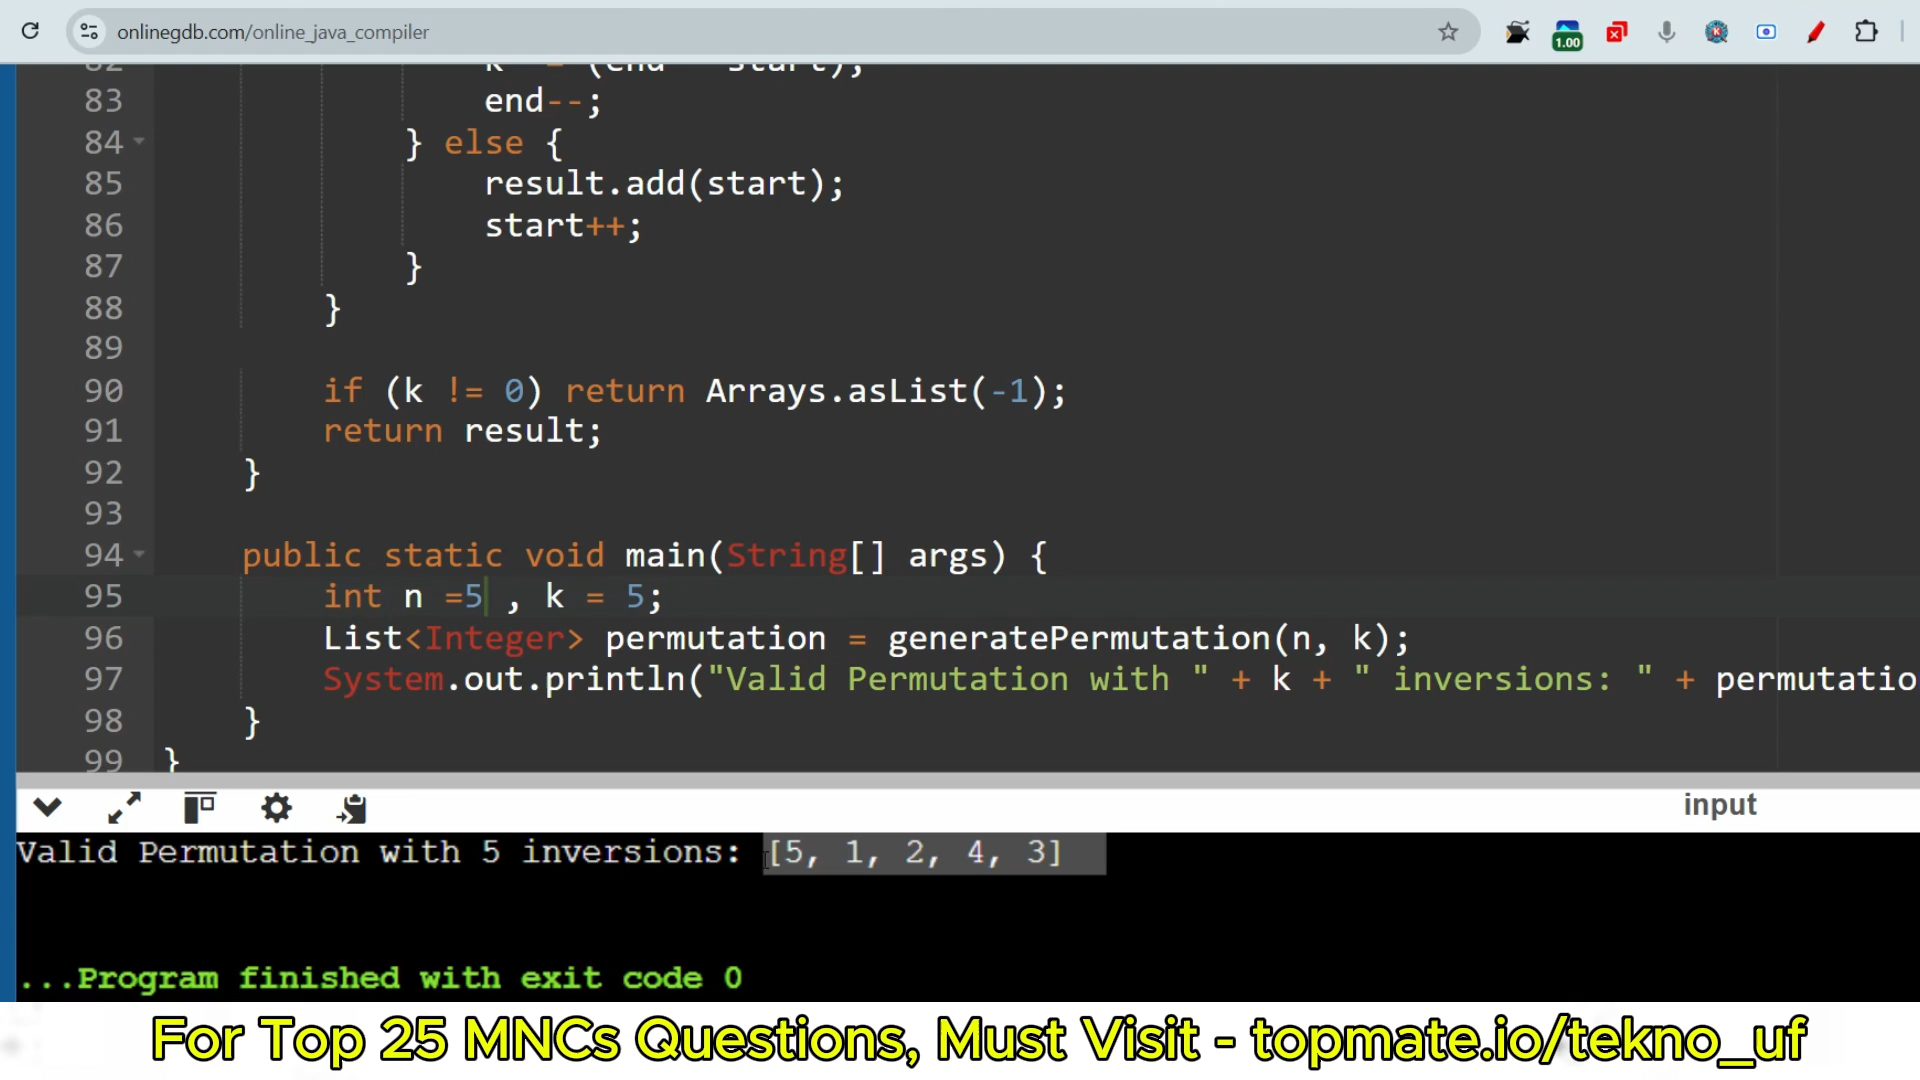 onlinegdb.com/online_java_compiler
1.00
83 end--;
84 } else {
85 result.add(start);
86 start++;
87 }
88 }
89
90 if (k != 0) return Arrays.asList(-1);
91 return result;
92 }
93
94 public static void main(String[] args) {
95 int n =5 , k = 5;
96 List<Integer> permutation = generatePermutation(n, k);
97 System.out.println("Valid Permutation with " + k + " inversions: " + permutatio
98 }
99 }
input
Valid Permutation with 5 inversions: [5, 1, 2, 4, 3]
...Program finished with exit code 0
For Top 25 MNCs Questions, Must Visit - topmate.io/tekno_uf